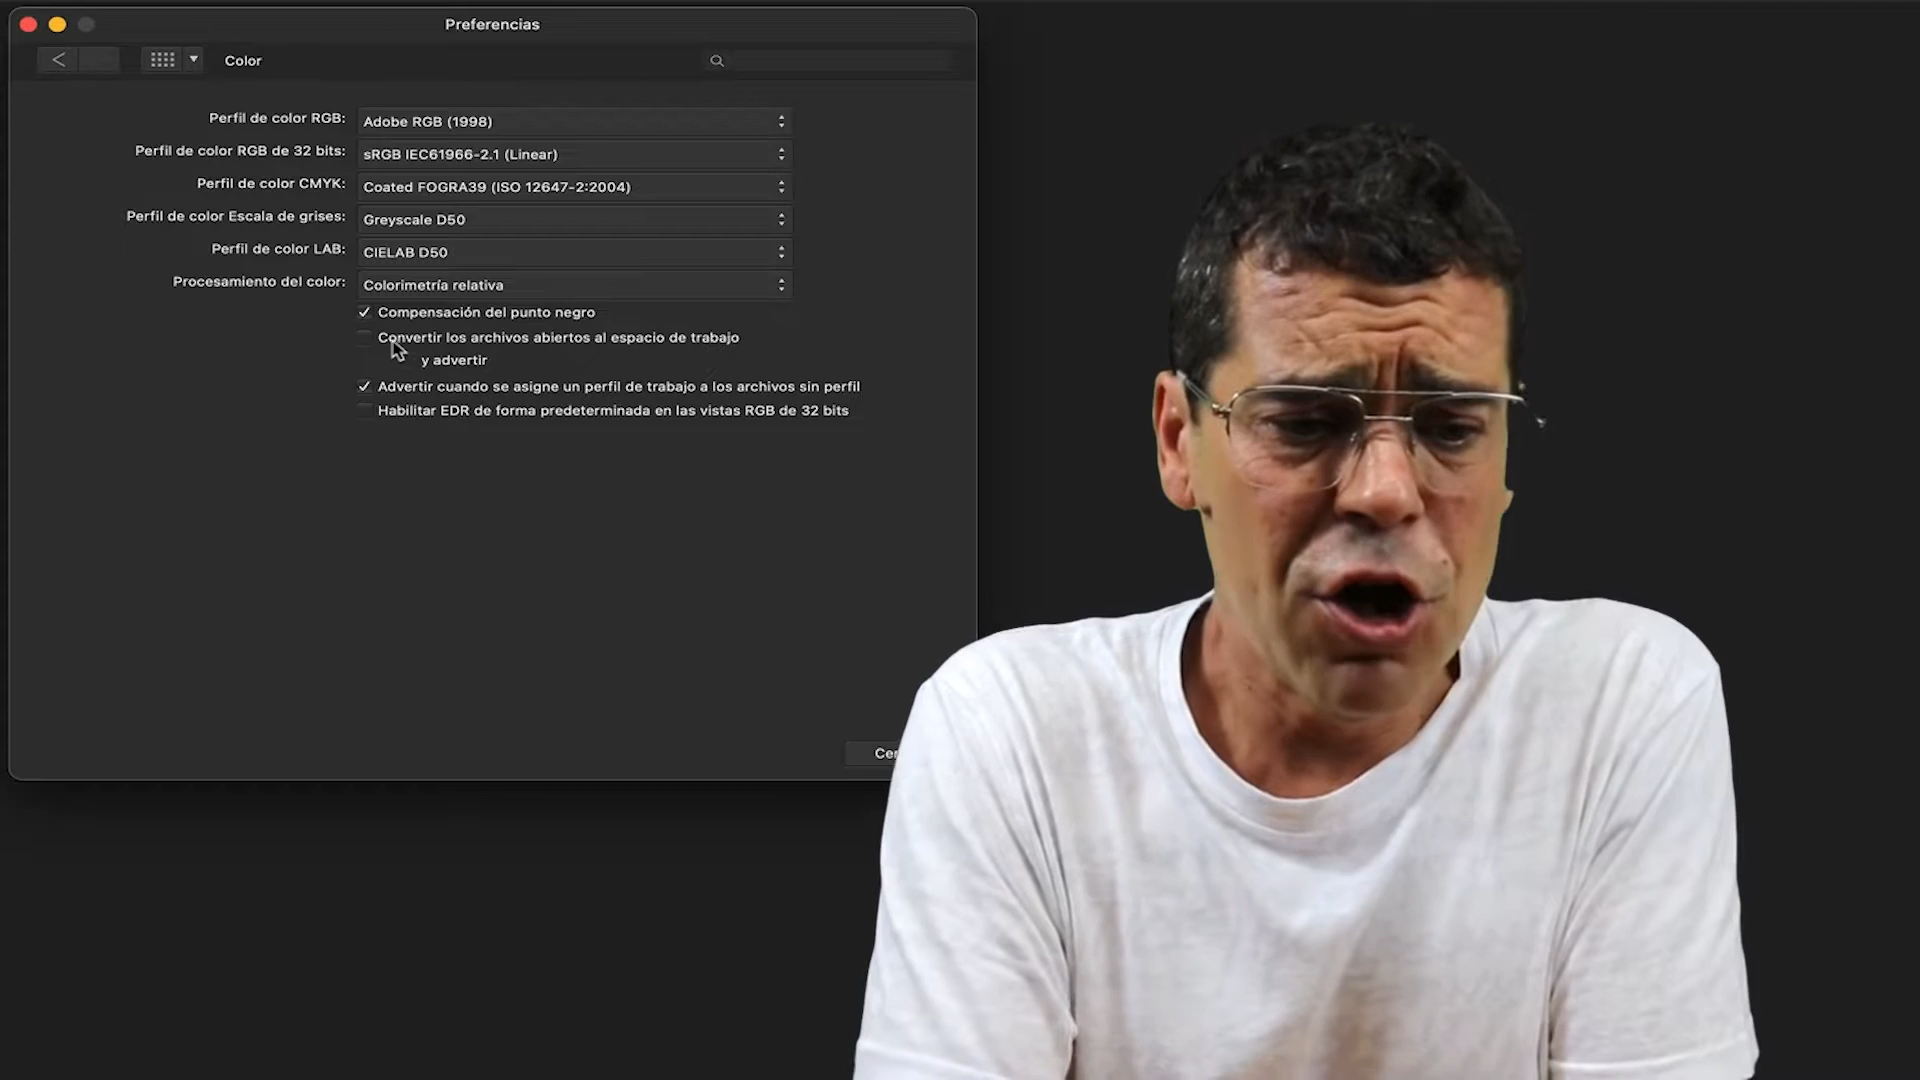 Preferencias
Color
Perfil de color RGB: Adobe RGB (1998)
Perfil de color RGB de 32 bits: sRGB IEC61966-2.1 (Linear)
Perfil de color CMYK: Coated FOGRA39 (ISO 12647-2:2004)
Perfil de color Escala de grises: Greyscale D50
Perfil de color LAB: CIELAB D50
Procesamiento del color: Colorimetría relativa
Compensación del punto negro
Convertir los archivos abiertos al espacio de trabajo
y advertir
Advertir cuando se asigne un perfil de trabajo a los archivos sin perfil
Habilitar EDR de forma predeterminada en las vistas RGB de 32 bits